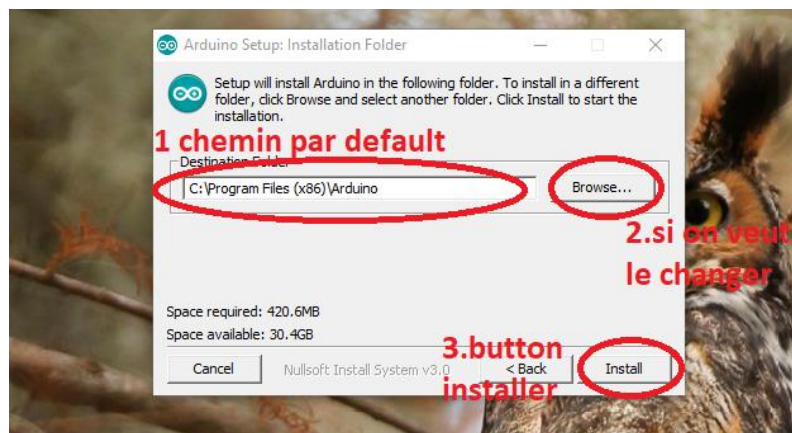 Arduino Setup: Installation Folder
Setup will install Arduino in the following folder. To install in a different
folder, click Browse and select another folder. Click Install to start the
installation.
1 chemin par default
Destination Folder
C:\Program Files (x86)\Arduino
Browse...
2.si on veut
le changer
Space required: 420.6MB
Space available: 30.4GB
3.button
installer
Cancel
Nullsoft Install System v3.0
< Back
Install